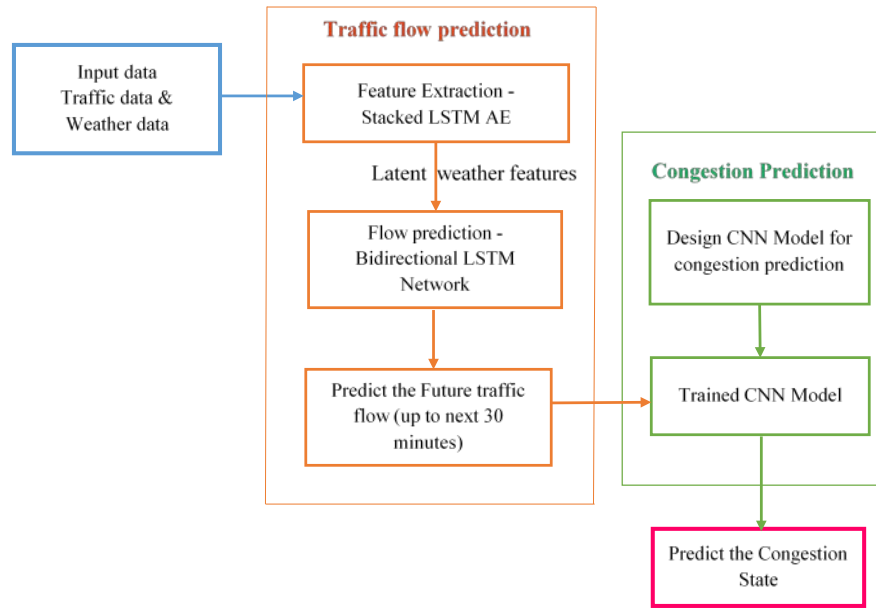 Traffic flow prediction
Input data
Traffic data &
Weather data
Feature Extraction -
Stacked LSTM AE
Latent weather features
Flow prediction -
Bidirectional LSTM
Network
Predict the Future traffic
flow (up to next 30
minutes)
Congestion Prediction
Design CNN Model for
congestion prediction
Trained CNN Model
Predict the Congestion
State